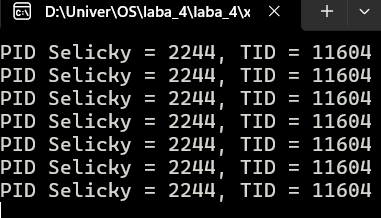 D:\Univer\OS\laba_4\laba_4\x
PID Selicky = 2244, TID = 11604
PID Selicky = 2244, TID = 11604
PID Selicky = 2244, TID = 11604
PID Selicky = 2244, TID = 11604
PID Selicky = 2244, TID = 11604
PID Selicky = 2244, TID = 11604
PID Selicky = 2244, TID = 11604